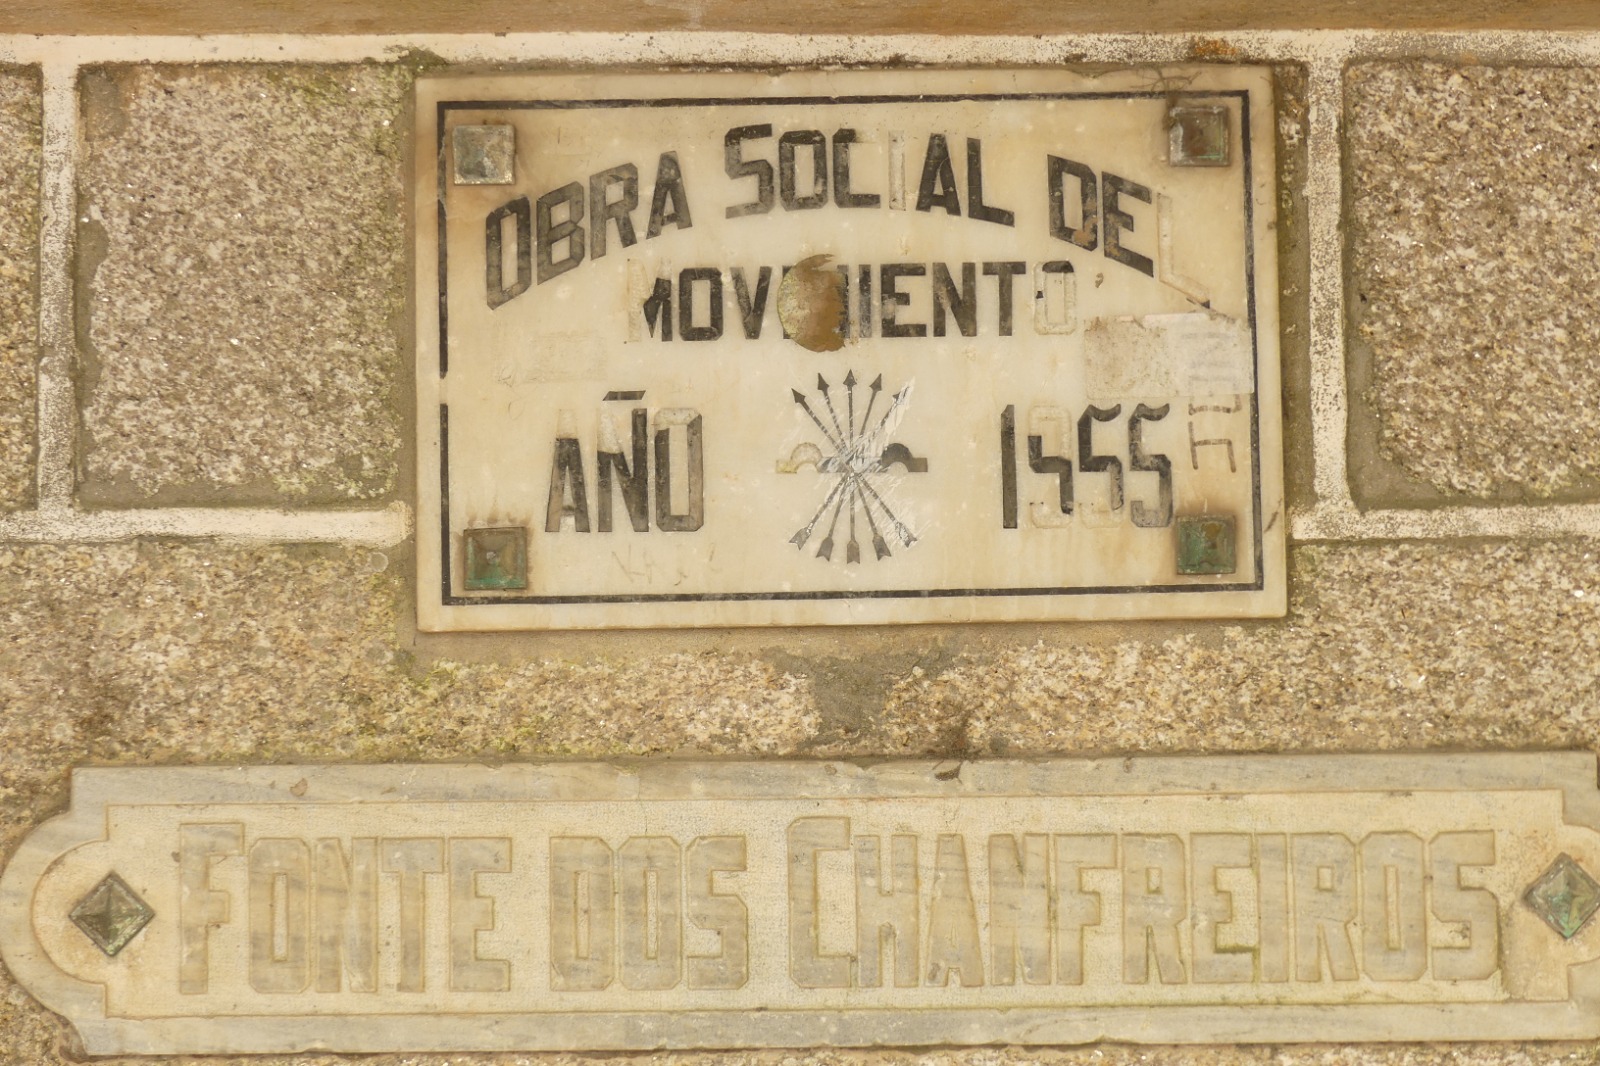 OBRA SOCIAL DEL
MOVIMIENTO
AÑO 1955
FONTE DOS CHANFREIROS